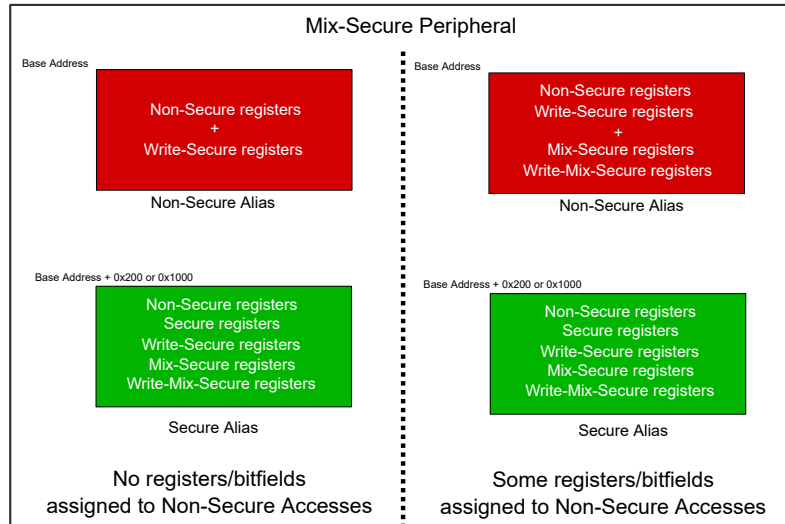 Mix-Secure Peripheral
Base Address
Non-Secure registers
+
Write-Secure registers
Non-Secure Alias
Base Address + 0x200 or 0x1000
Non-Secure registers
Secure registers
Write-Secure registers
Mix-Secure registers
Write-Mix-Secure registers
Secure Alias
No registers/bitfields
assigned to Non-Secure Accesses
Base Address
Non-Secure registers
Write-Secure registers
+
Mix-Secure registers
Write-Mix-Secure registers
Non-Secure Alias
Base Address + 0x200 or 0x1000
Non-Secure registers
Secure registers
Write-Secure registers
Mix-Secure registers
Write-Mix-Secure registers
Secure Alias
Some registers/bitfields
assigned to Non-Secure Accesses